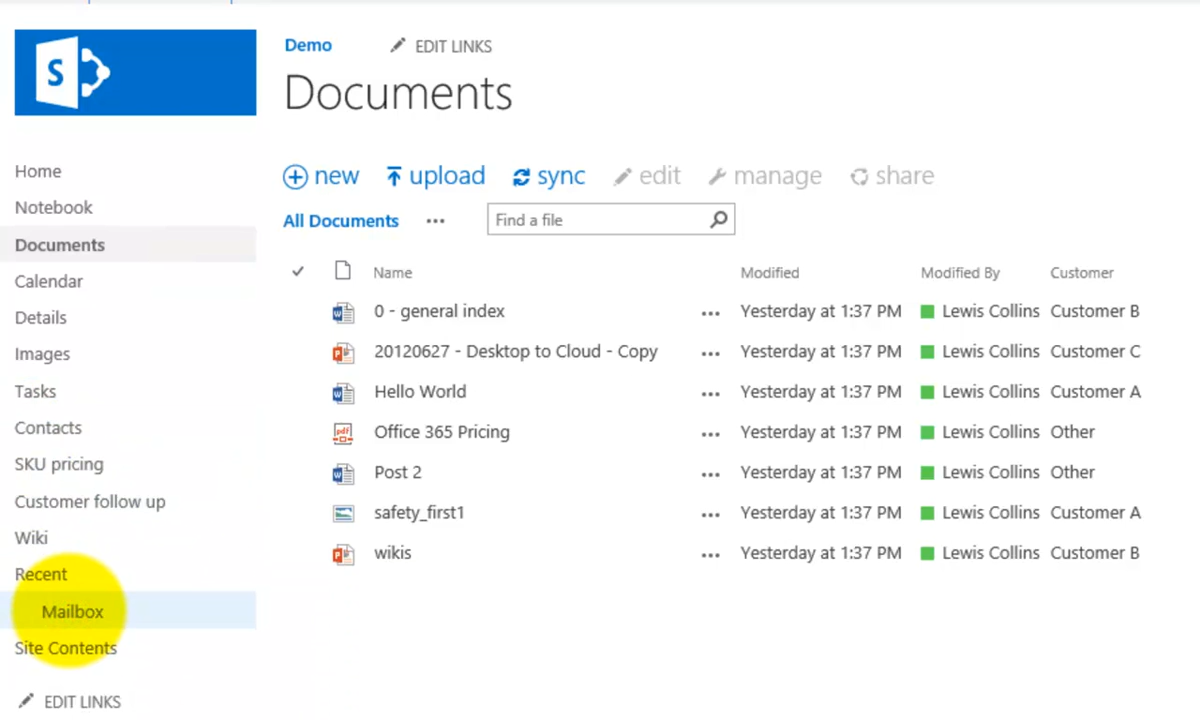 S
Demo EDIT LINKS
Documents
Home
Notebook
Documents
Calendar
Details
Images
Tasks
Contacts
SKU pricing
Customer follow up
Wiki
Recent
Mailbox
Site Contents
EDIT LINKS
new upload sync edit manage share
All Documents ... Find a file
Name Modified Modified By Customer
0 - general index ... Yesterday at 1:37 PM Lewis Collins Customer B
20120627 - Desktop to Cloud - Copy ... Yesterday at 1:37 PM Lewis Collins Customer C
Hello World ... Yesterday at 1:37 PM Lewis Collins Customer A
Office 365 Pricing ... Yesterday at 1:37 PM Lewis Collins Other
Post 2 ... Yesterday at 1:37 PM Lewis Collins Other
safety_first1 ... Yesterday at 1:37 PM Lewis Collins Customer A
wikis ... Yesterday at 1:37 PM Lewis Collins Customer B